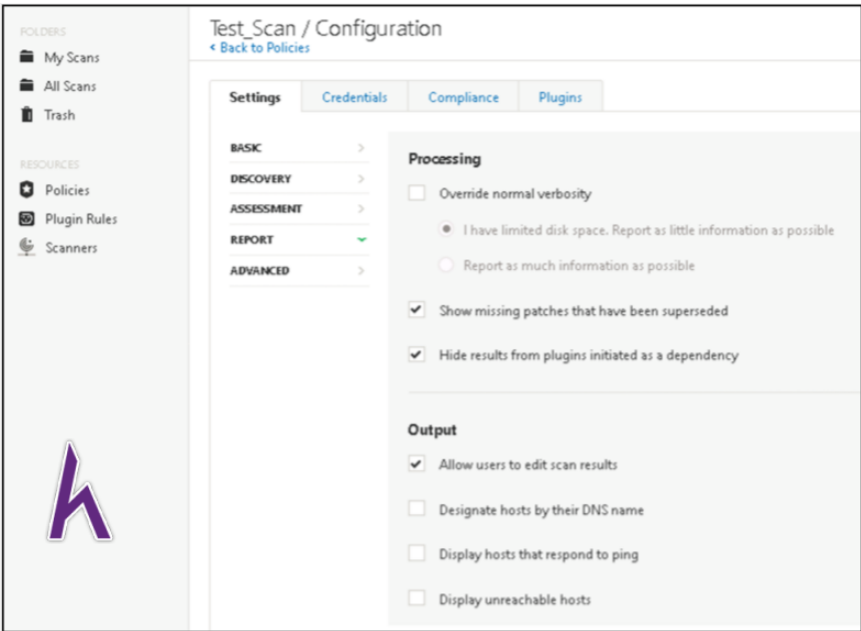 FOLDERS
My Scans
All Scans
Trash
RESOURCES
Policies
Plugin Rules
Scanners
Test_Scan / Configuration
Back to Policies
Settings
Credentials
Compliance
Plugins
BASIC
DISCOVERY
ASSESSMENT
REPORT
ADVANCED
Processing
Override normal verbosity
I have limited disk space. Report as little information as possible
Report as much information as possible
Show missing patches that have been superseded
Hide results from plugins initiated as a dependency
Output
Allow users to edit scan results
Designate hosts by their DNS name
Display hosts that respond to ping
Display unreachable hosts